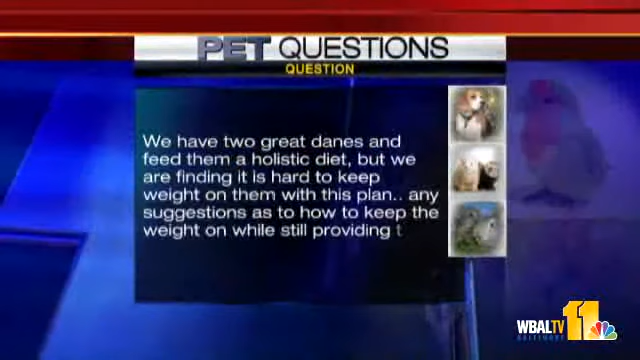 PET QUESTIONS
QUESTION
We have two great danes and
feed them a holistic diet, but we
are finding it is hard to keep
weight on them with this plan.. any
suggestions as to how to keep the
weight on while still providing t
WBALTV 11
BALTIMORE